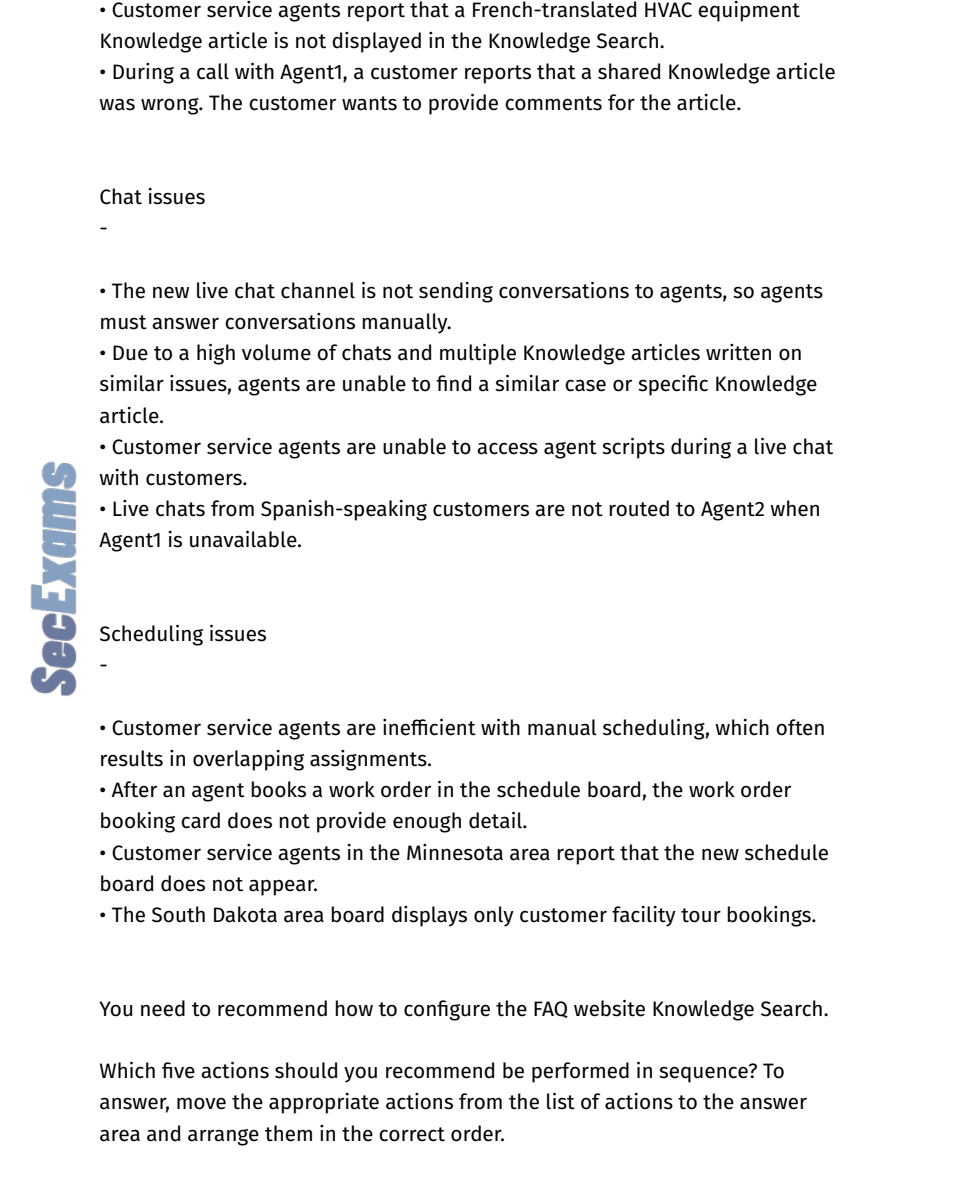 • Customer service agents report that a French-translated HVAC equipment
Knowledge article is not displayed in the Knowledge Search.
• During a call with Agent1, a customer reports that a shared Knowledge article
was wrong. The customer wants to provide comments for the article.
Chat issues
-
• The new live chat channel is not sending conversations to agents, so agents
must answer conversations manually.
• Due to a high volume of chats and multiple Knowledge articles written on
similar issues, agents are unable to find a similar case or specific Knowledge
article.
• Customer service agents are unable to access agent scripts during a live chat
with customers.
• Live chats from Spanish-speaking customers are not routed to Agent2 when
Agent1 is unavailable.
SecExams
Scheduling issues
-
• Customer service agents are inefficient with manual scheduling, which often
results in overlapping assignments.
• After an agent books a work order in the schedule board, the work order
booking card does not provide enough detail.
• Customer service agents in the Minnesota area report that the new schedule
board does not appear.
• The South Dakota area board displays only customer facility tour bookings.
You need to recommend how to configure the FAQ website Knowledge Search.
Which five actions should you recommend be performed in sequence? To
answer, move the appropriate actions from the list of actions to the answer
area and arrange them in the correct order.